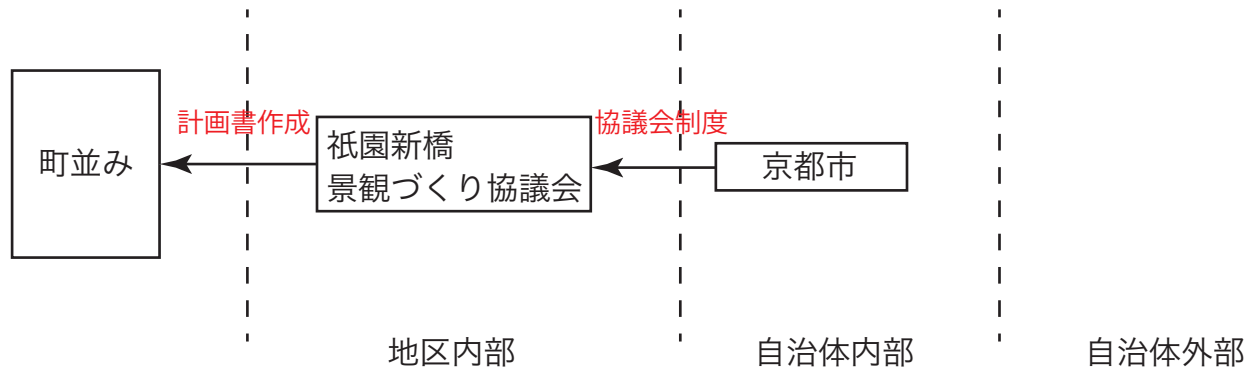 計画書作成
協議会制度
町並み
祇園新橋
景観づくり協議会
京都市
地区内部
自治体内部
自治体外部